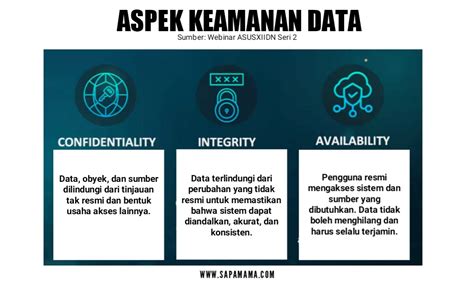 ASPEK KEAMANAN DATA
Sumber: Webinar ASUSXIIDN Seri 2
CONFIDENTIALITY
Data, obyek, dan sumber
dilindungi dari tinjauan
tak resmi dan bentuk
usaha akses lainnya.
XXX
INTEGRITY
Data terlindungi dari
perubahan yang tidak
resmi untuk memastikan
bahwa sistem dapat
diandalkan, akurat, dan
konsisten.
AVAILABILITY
Pengguna resmi
mengakses sistem dan
sumber yang
dibutuhkan. Data tidak
boleh menghilang dan
harus selalu terjamin.
WWW.SAPAMAMA.COM